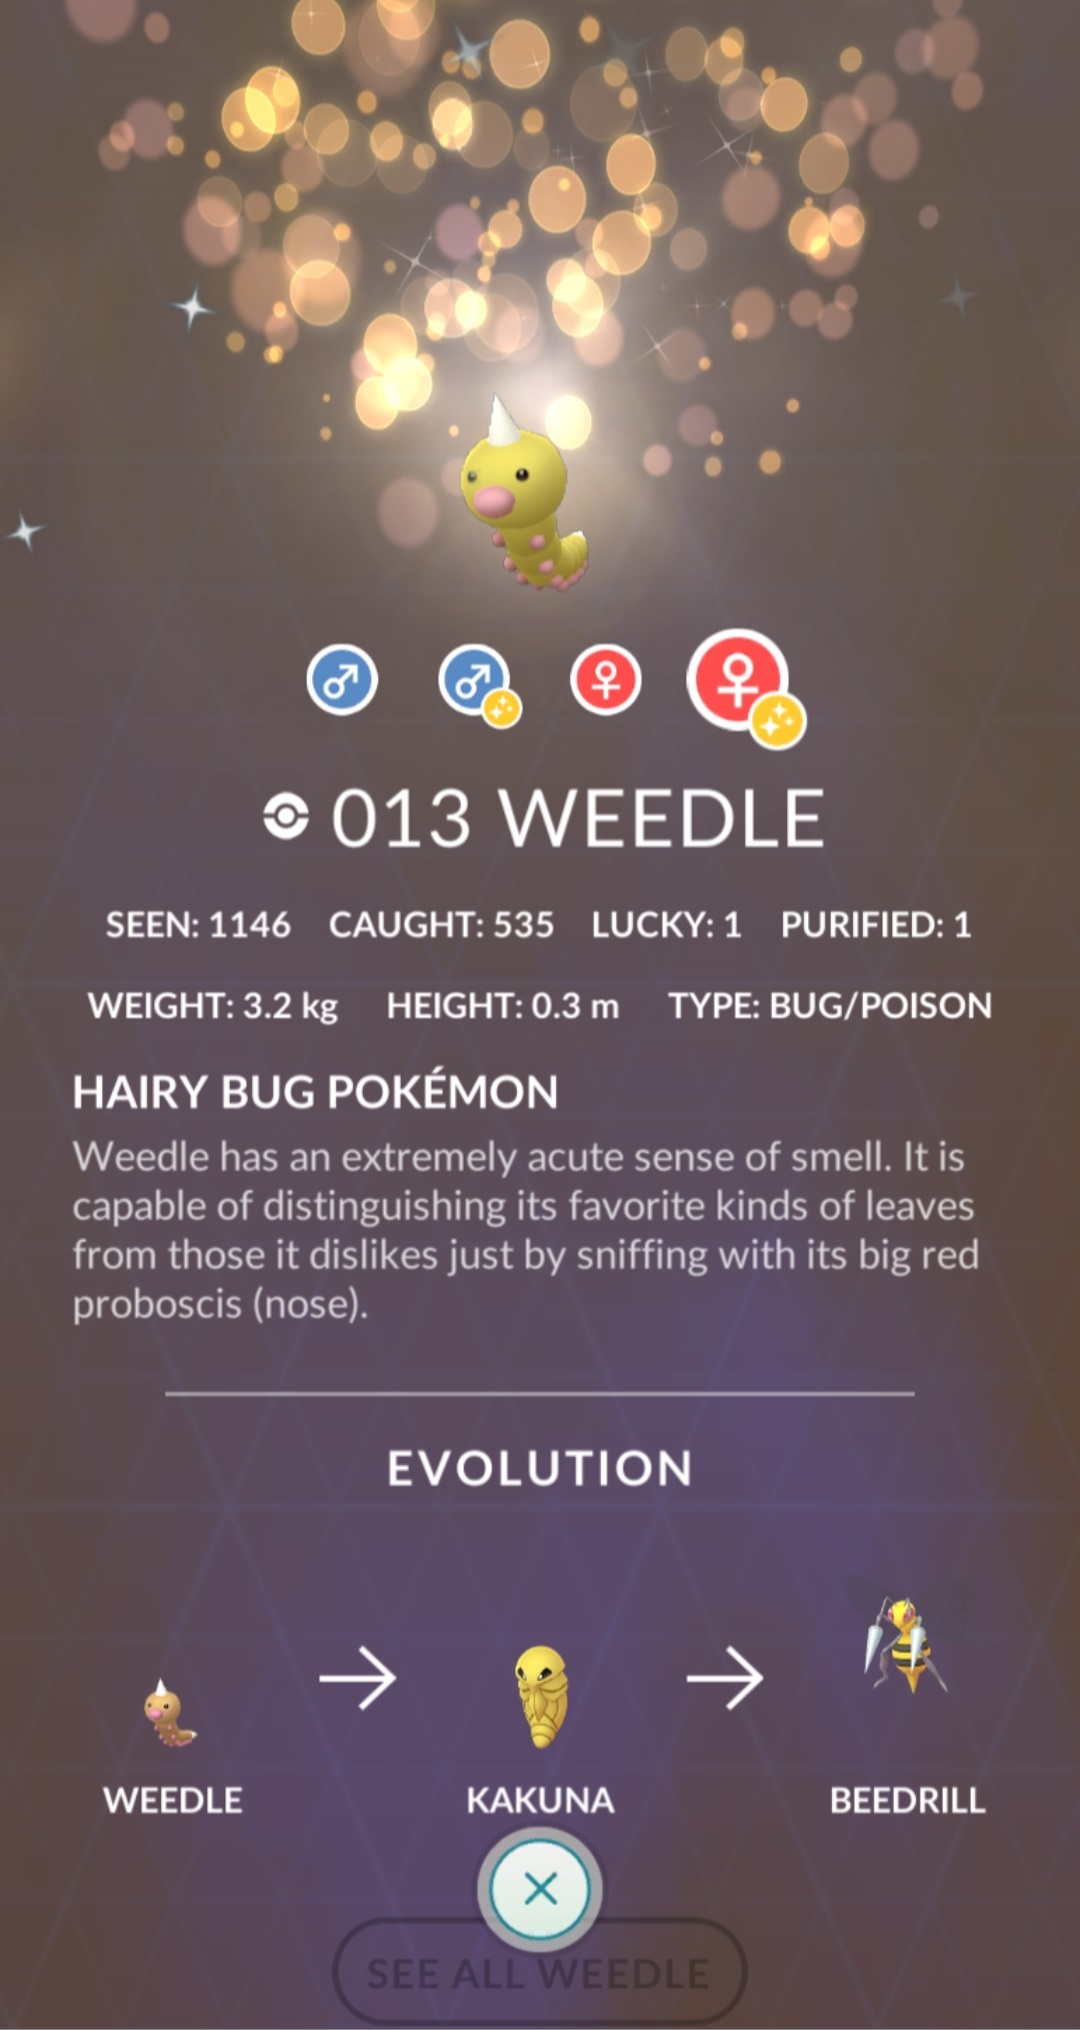 013 WEEDLE
SEEN: 1146 CAUGHT: 535 LUCKY: 1 PURIFIED: 1
WEIGHT: 3.2 kg HEIGHT: 0.3 m TYPE: BUG/POISON
HAIRY BUG POKÉMON
Weedle has an extremely acute sense of smell. It is
capable of distinguishing its favorite kinds of leaves
from those it dislikes just by sniffing with its big red
proboscis (nose).
EVOLUTION
WEEDLE KAKUNA BEEDRILL
SEE ALL WEEDLE